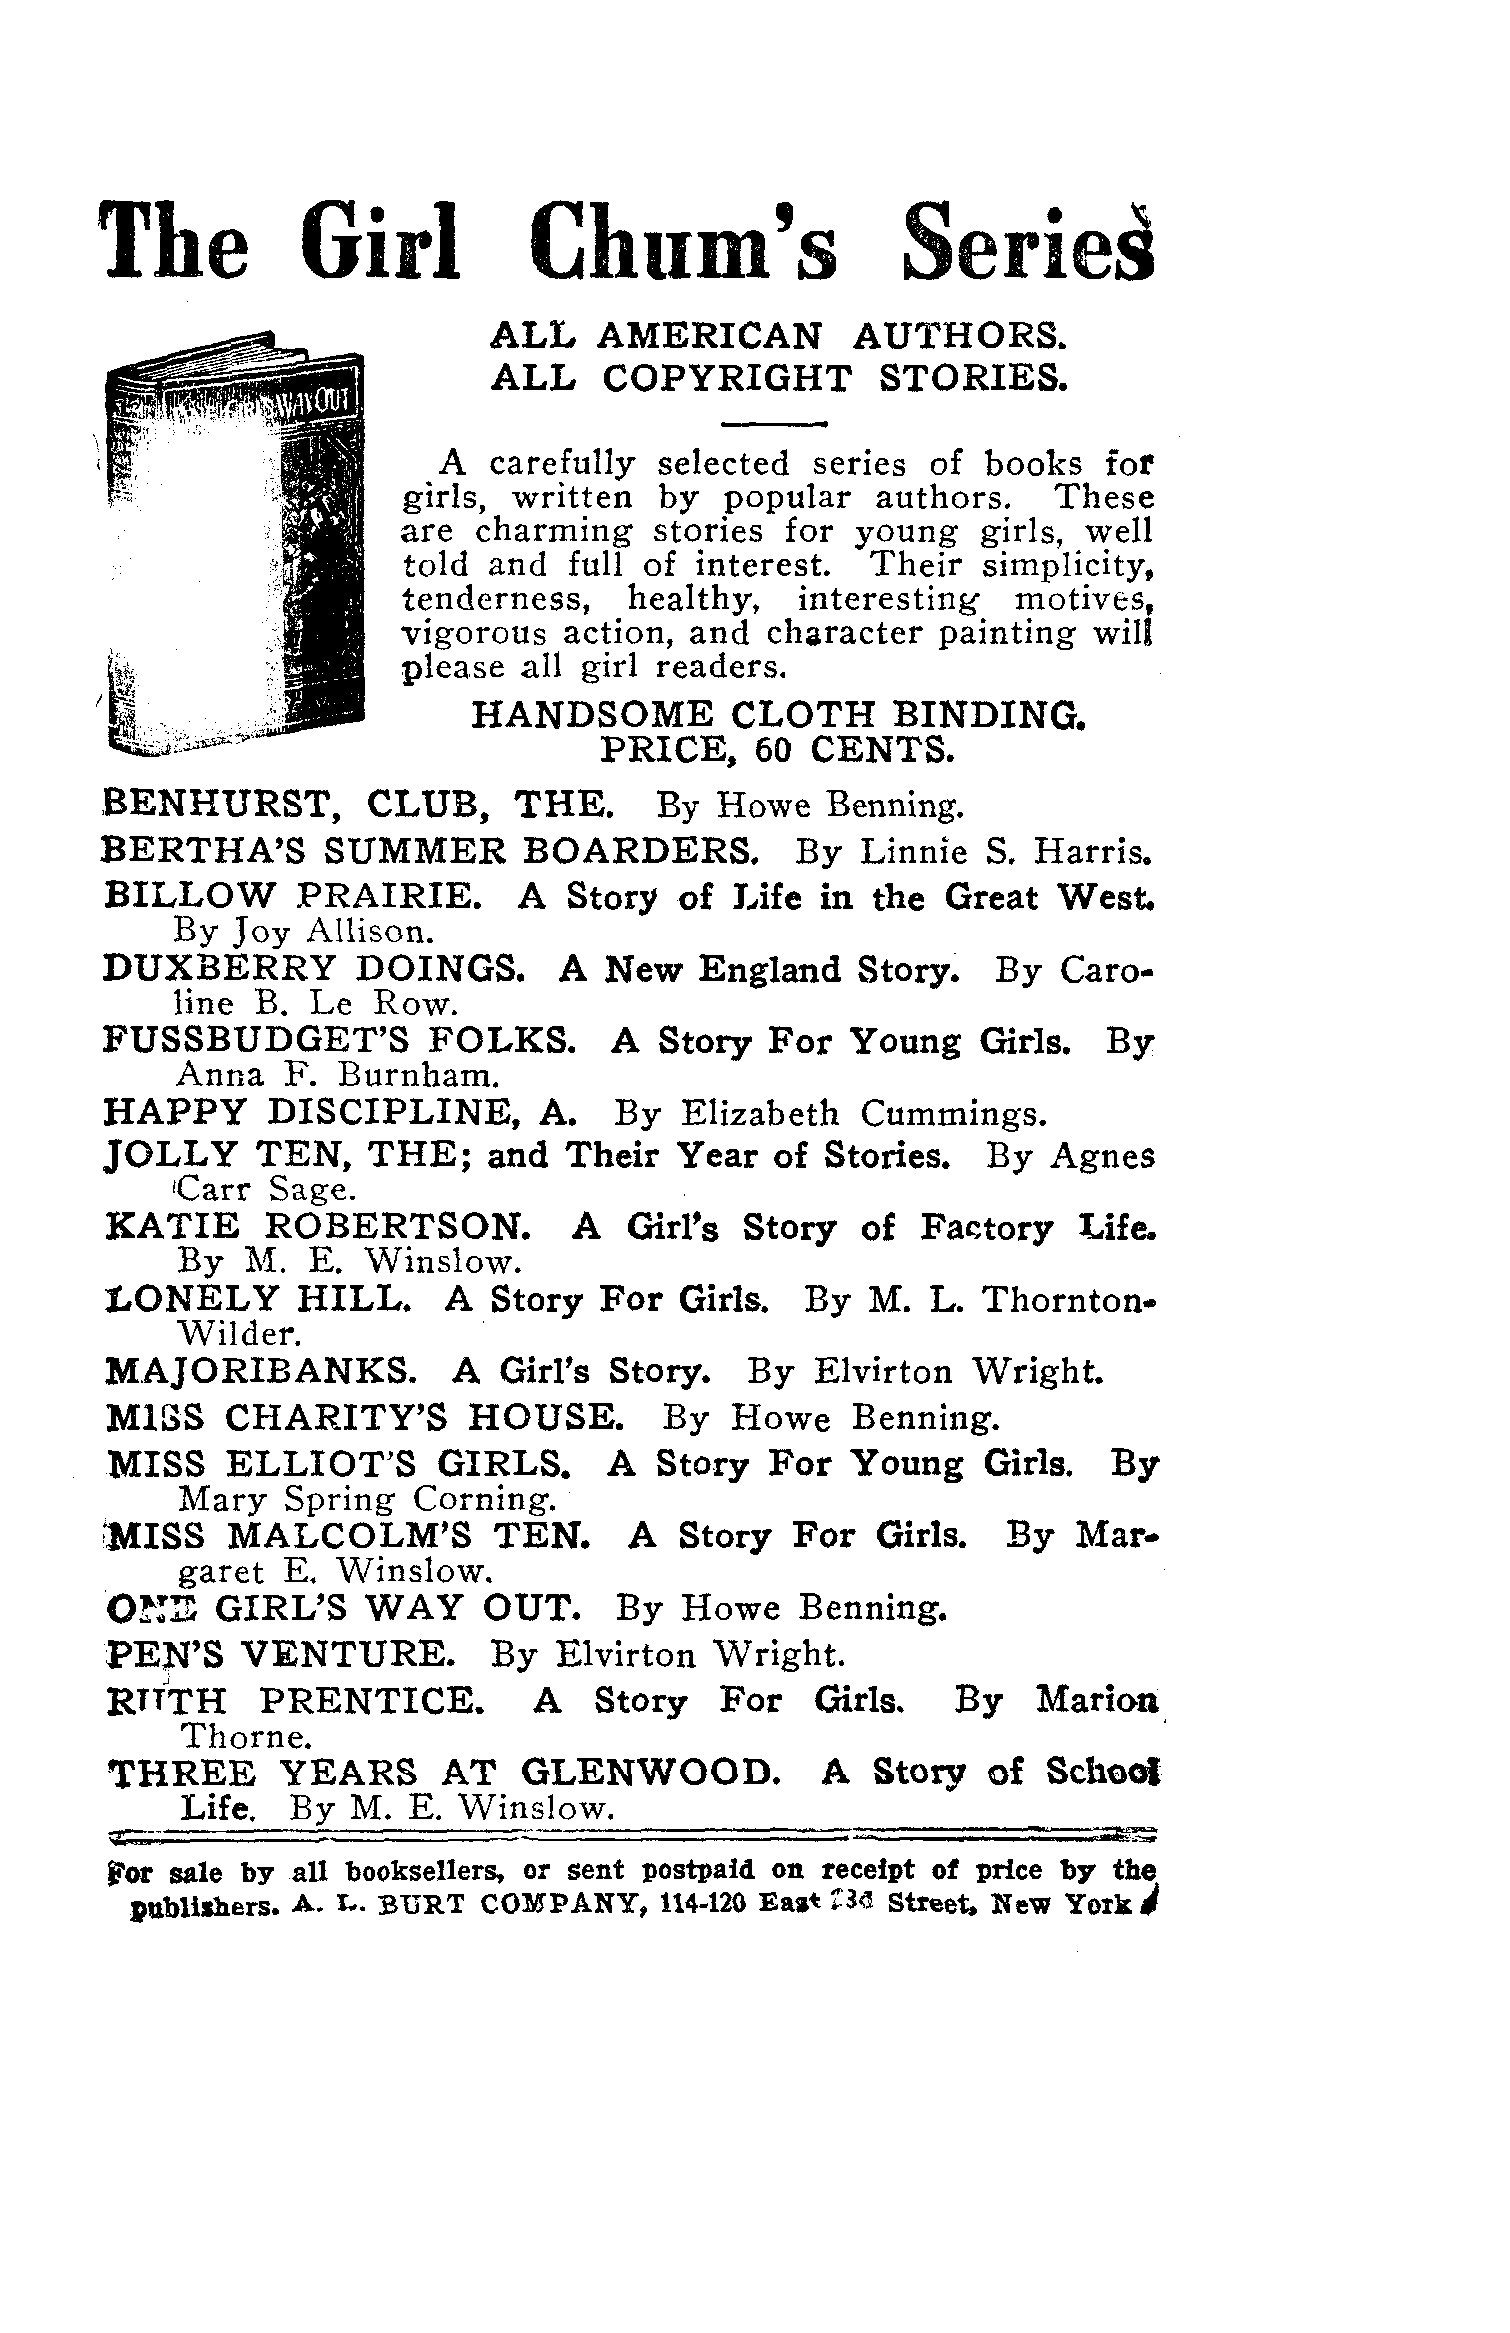 The Girl Chum's Series
ALL AMERICAN AUTHORS.
ALL COPYRIGHT STORIES.
WAY OUT
A carefully selected series of books for
girls, written by popular authors. These
are charming stories for young girls, well
told and full of interest. Their simplicity,
tenderness, healthy, interesting motives,
vigorous action, and character painting will
please all girl readers.
HANDSOME CLOTH BINDING.
PRICE, 60 CENTS.
BENHURST, CLUB, THE. By Howe Benning.
BERTHA'S SUMMER BOARDERS. By Linnie S. Harris.
BILLOW PRAIRIE. A Story of Life in the Great West.
By Joy Allison.
DUXBERRY DOINGS. A New England Story. By Caro-
line B. Le Row.
FUSSBUDGET'S FOLKS. A Story For Young Girls. By
Anna F. Burnham.
HAPPY DISCIPLINE, A. By Elizabeth Cummings.
JOLLY TEN, THE; and Their Year of Stories. By Agnes
Carr Sage.
KATIE ROBERTSON. A Girl's Story of Factory Life.
By M. E. Winslow.
LONELY HILL. A Story For Girls. By M. L. Thornton-
Wilder.
MAJORIBANKS. A Girl's Story. By Elvirton Wright.
MISS CHARITY'S HOUSE. By Howe Benning.
MISS ELLIOT'S GIRLS. A Story For Young Girls. By
Mary Spring Corning.
MISS MALCOLM'S TEN. A Story For Girls. By Mar-
garet E. Winslow.
ONE GIRL'S WAY OUT. By Howe Benning.
PEN'S VENTURE. By Elvirton Wright.
RUTH PRENTICE. A Story For Girls. By Marion
Thorne.
THREE YEARS AT GLENWOOD. A Story of School
Life. By M. E. Winslow.
For sale by all booksellers, or sent postpaid on receipt of price by the
publishers. A. L. BURT COMPANY, 114-120 East 23d Street, New York